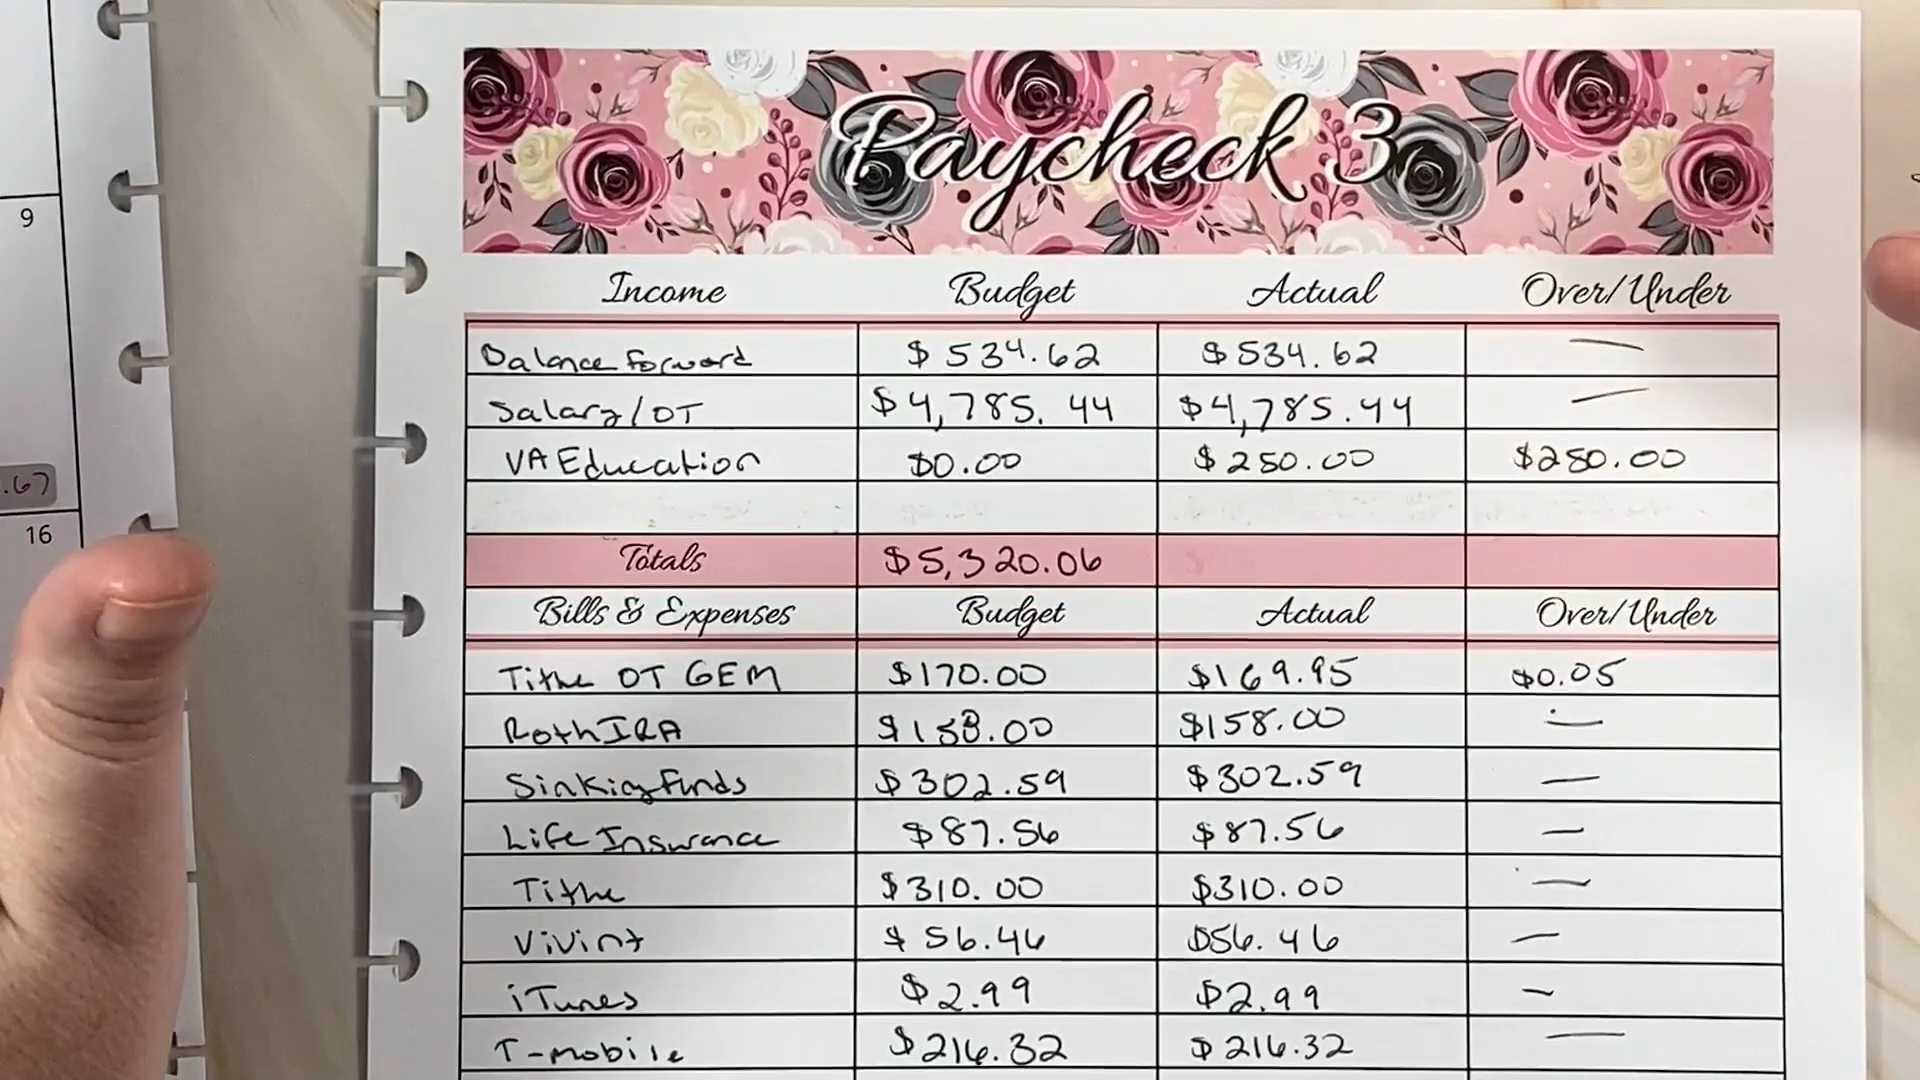 9
.67
16
Paycheck 3
Income Budget Actual Over/Under
Balance forward $534.62 $534.62 —
Salary/OT $4,785.44 $4,785.44 —
VA Education $0.00 $250.00 $250.00
Totals $5,320.06
Bills & Expenses Budget Actual Over/Under
Tithe OT GEM $170.00 $169.95 $0.05
Roth IRA $158.00 $158.00 —
Sinking funds $302.59 $302.59 —
Life Insurance $87.56 $87.56 —
Tithe $310.00 $310.00 —
Vivint $56.46 $56.46 —
iTunes $2.99 $2.99 —
T-mobile $216.32 $216.32 —